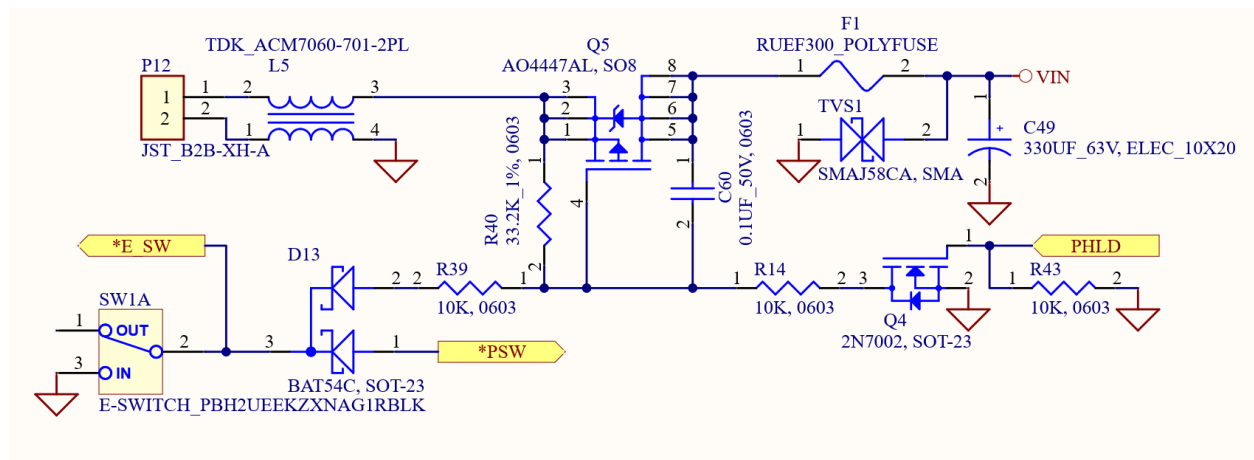 F1
TDK_ACM7060-701-2PL
Q5
RUEF300_POLYFUSE
P12
L5
AO4447AL, SO8
8
1
2
VIN
1
1
2
3
3
7
2
2
2
6
TVS1
1
1
4
1
5
1
2
C49
JST_B2B-XH-A
330UF_63V, ELEC_10X20
SMAJ58CA, SMA
+
1
2
R40
33.2K_1%, 0603
1
2
4
C60
0.1UF_50V, 0603
1
2
*E_SW
D13
1
PHLD
2
2
R39
1
1
R14
2
3
2
1
R43
2
10K, 0603
10K, 0603
10K, 0603
SW1A
Q4
2N7002, SOT-23
1
OUT
2
3
1
*PSW
3
IN
BAT54C, SOT-23
E-SWITCH_PBH2UEEKZXNAG1RBLK